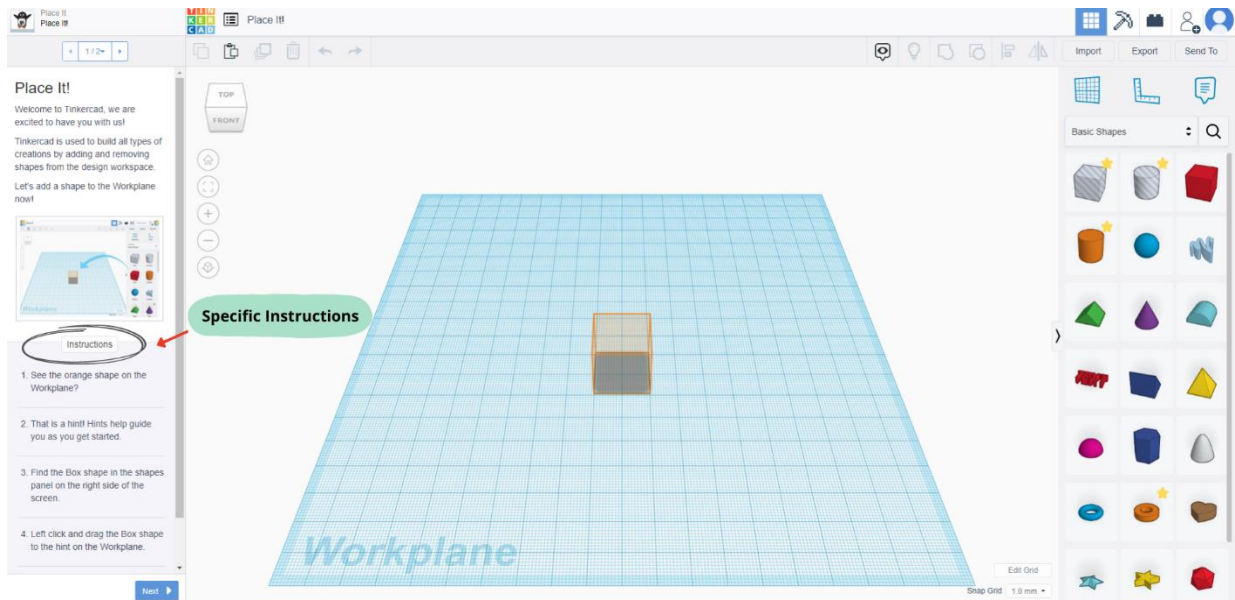 Place It
Place It!
TIN
KER
CAD
Place It!
1 / 2
Import
Export
Send To
Place It!
Welcome to Tinkercad, we are
excited to have you with us!
Tinkercad is used to build all types of
creations by adding and removing
shapes from the design workspace.
Let's add a shape to the Workplane
now!
TOP
FRONT
Basic Shapes
Specific Instructions
Instructions
1. See the orange shape on the
Workplane?
2. That is a hint! Hints help guide
you as you get started.
3. Find the Box shape in the shapes
panel on the right side of the
screen.
4. Left click and drag the Box shape
to the hint on the Workplane.
Next
Workplane
Edit Grid
Snap Grid 1.0 mm